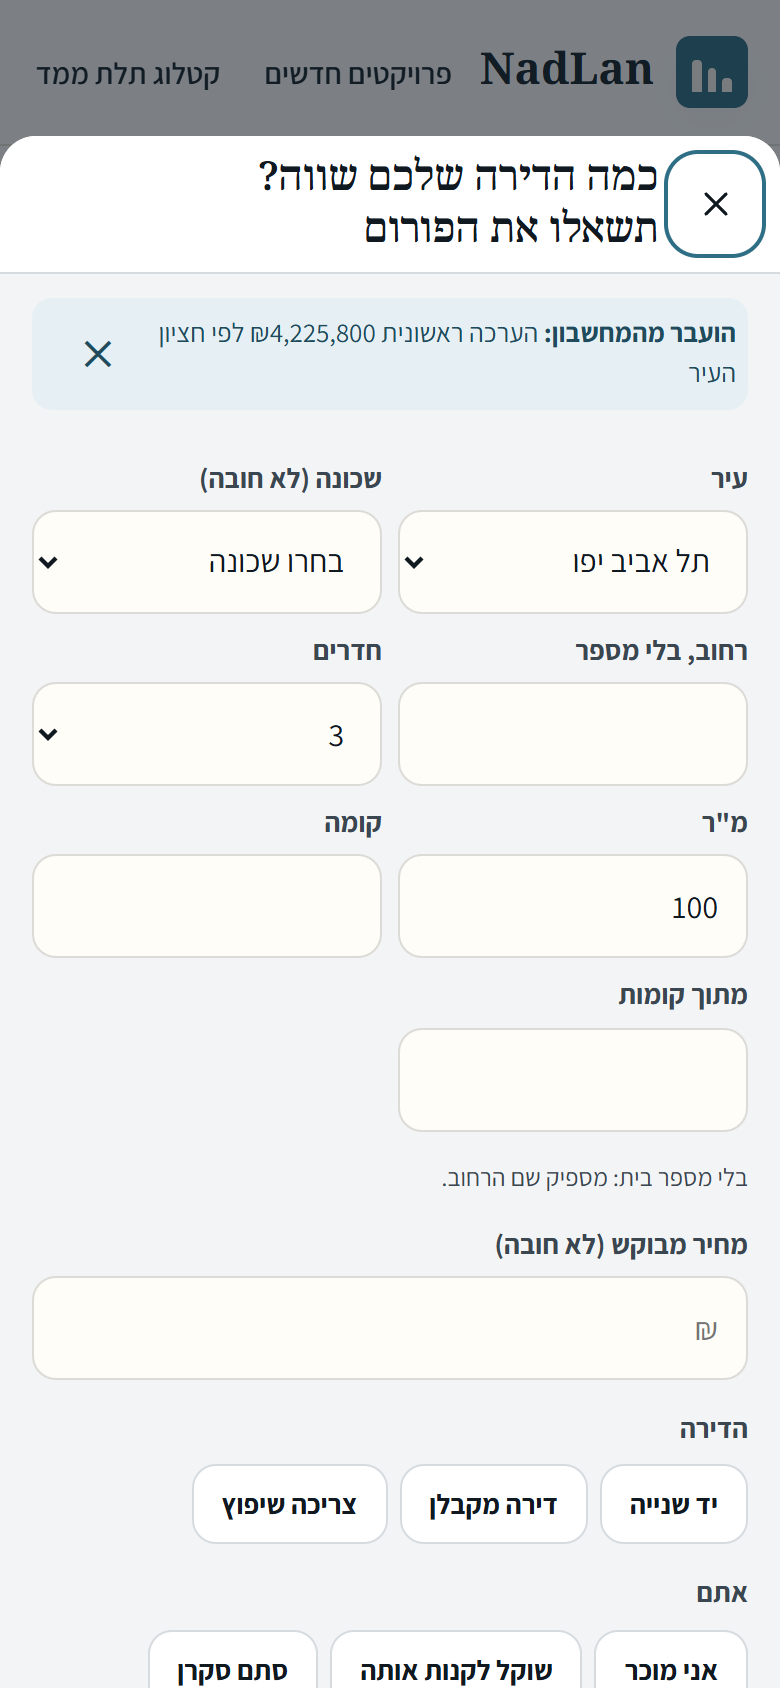 NadLan פרויקטים חדשים קטלוג תלת ממד
כמה הדירה שלכם שווה?
תשאלו את הפורום
הועבר מהמחשבון: הערכה ראשונית ₪4,225,800 לפי חציון
העיר
עיר
תל אביב יפו
שכונה (לא חובה)
בחרו שכונה
רחוב, בלי מספר
חדרים
3
מ"ר
100
קומה
מתוך קומות
בלי מספר בית: מספיק שם הרחוב.
מחיר מבוקש (לא חובה)
₪
הדירה
יד שנייה דירה מקבלן צריכה שיפוץ
אתם
אני מוכר שוקל לקנות אותה סתם סקרן